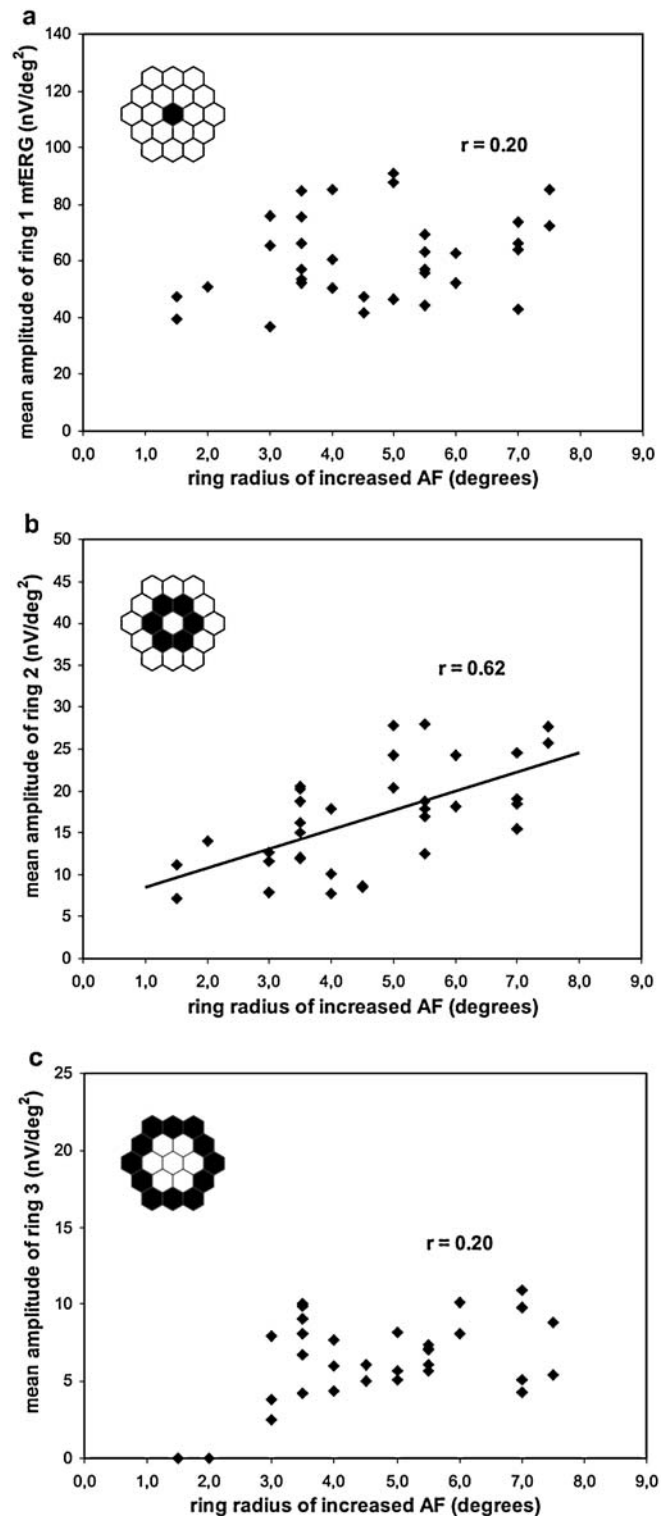 a
mean amplitude of ring 1 mfERG (nV/deg²)
140
120
100
80
60
40
20
0
r = 0.20
0,0 1,0 2,0 3,0 4,0 5,0 6,0 7,0 8,0 9,0
ring radius of increased AF (degrees)
b
mean amplitude of ring 2 (nV/deg²)
50
45
40
35
30
25
20
15
10
5
0
r = 0.62
0,0 1,0 2,0 3,0 4,0 5,0 6,0 7,0 8,0 9,0
ring radius of increased AF (degrees)
c
mean amplitude of ring 3 (nV/deg²)
25
20
15
10
5
0
r = 0.20
0,0 1,0 2,0 3,0 4,0 5,0 6,0 7,0 8,0 9,0
ring radius of increased AF (degrees)